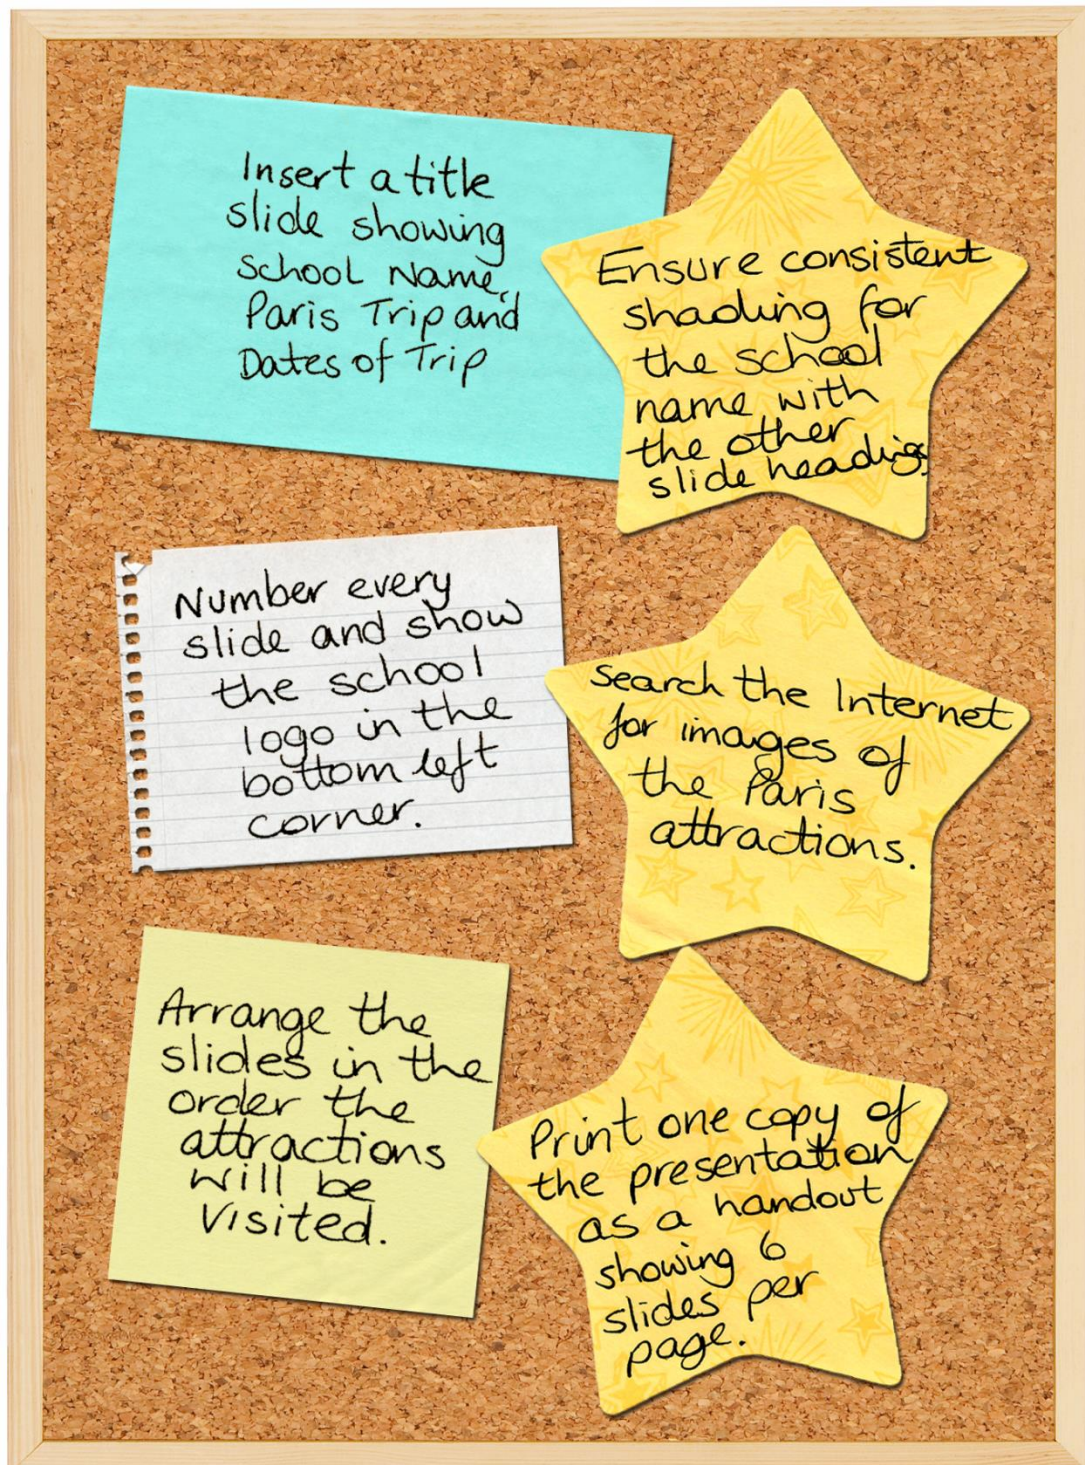 Insert a title
slide showing
School Name,
Paris Trip and
Dates of Trip
Ensure consistent
shading for
the school
name with
the other
slide headings
Number every
slide and show
the school
logo in the
bottom left
corner.
Search the Internet
for images of
the Paris
attractions.
Arrange the
slides in the
order the
attractions
will be
visited.
Print one copy of
the presentation
as a handout
showing 6
slides per
page.